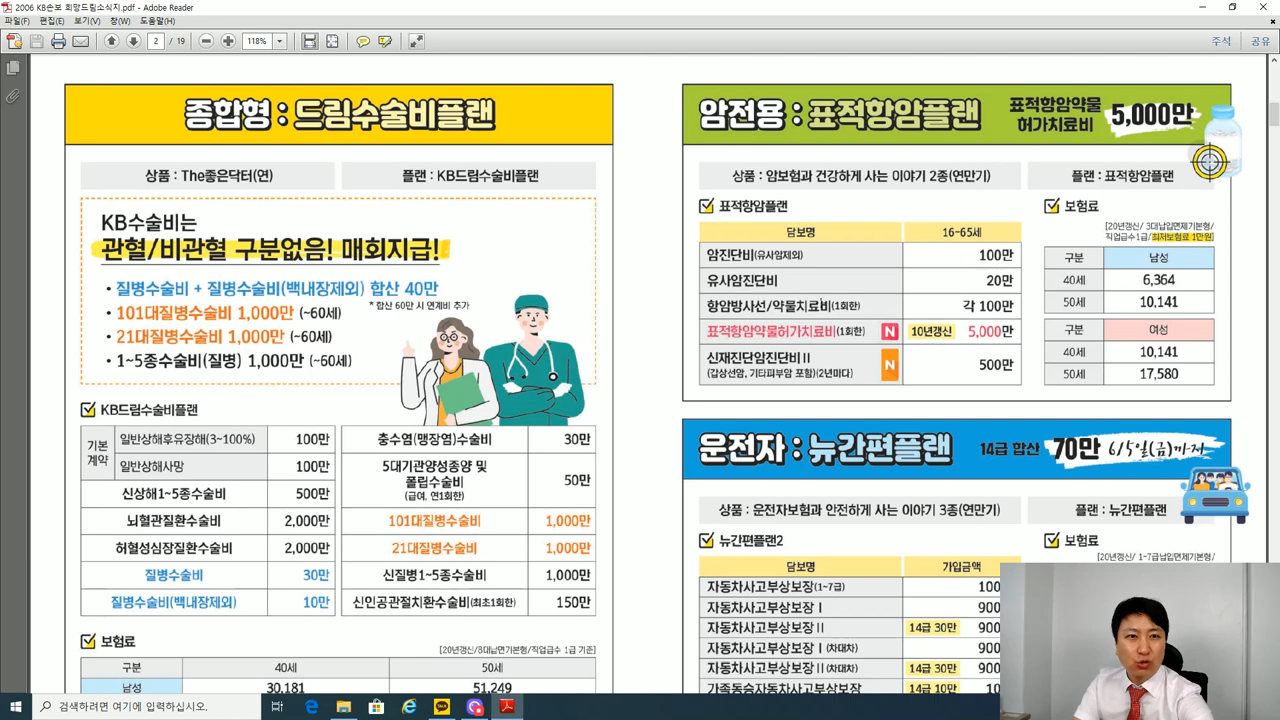 2006 KB손보 희망드림소식지.pdf - Adobe Reader
파일(F) 편집(E) 보기(V) 창(W) 도움말(H)
2 / 19 118% 주석 공유
종합형 : 드림수술비플랜
상품 : The좋은닥터(연) 플랜 : KB드림수술비플랜
KB수술비는
관혈/비관혈 구분없음! 매회지급!
• 질병수술비 + 질병수술비(백내장제외) 합산 40만
* 합산 60만 시 연계비 추가
• 101대질병수술비 1,000만 (~60세)
• 21대질병수술비 1,000만 (~60세)
• 1~5종수술비(질병) 1,000만 (~60세)
KB드림수술비플랜
기본계약 일반상해후유장해(3~100%) 100만
일반상해사망 100만
신상해1~5종수술비 500만
뇌혈관질환수술비 2,000만
허혈성심장질환수술비 2,000만
질병수술비 30만
질병수술비(백내장제외) 10만
충수염(맹장염)수술비 30만
5대기관양성종양 및
폴립수술비 50만
(급여, 연1회한)
101대질병수술비 1,000만
21대질병수술비 1,000만
신질병1~5종수술비 1,000만
신인공관절치환수술비(최초1회한) 150만
보험료
[20년갱신/8대납면기본형/직업급수 1급 기준]
구분 40세 50세
남성 30,181 51,249
암전용 : 표적항암플랜 표적항암약물 허가치료비 5,000만
상품 : 암보험과 건강하게 사는 이야기 2종(연만기) 플랜 : 표적항암플랜
표적항암플랜
담보명 16~65세
암진단비(유사암제외) 100만
유사암진단비 20만
항암방사선/약물치료비(1회한) 각 100만
표적항암약물허가치료비(1회한) N 10년갱신 5,000만
신재진단암진단비 II
(갑상선암, 기타피부암 포함)(2년마다) N 500만
보험료
[20년갱신/ 3대납입면제기본형/
직업급수1급/최저보험료 1만원]
구분 남성
40세 6,364
50세 10,141
구분 여성
40세 10,141
50세 17,580
운전자 : 뉴간편플랜 14급 합산 70만 6/5일(금)까지
상품 : 운전자보험과 안전하게 사는 이야기 3종(연만기) 플랜 : 뉴간편플랜
뉴간편플랜2
담보명 가입금액
자동차사고부상보장(1~7급) 100
자동차사고부상보장 I 900
자동차사고부상보장 II 14급 30만 900
자동차사고부상보장 I (차대차) 900
자동차사고부상보장 II (차대차) 14급 30만 900
가족동승자동차사고부상보장 14급 10만 10
보험료
[20년갱신/ 1~7급납입면제기본형/
검색하려면 여기에 입력하십시오.